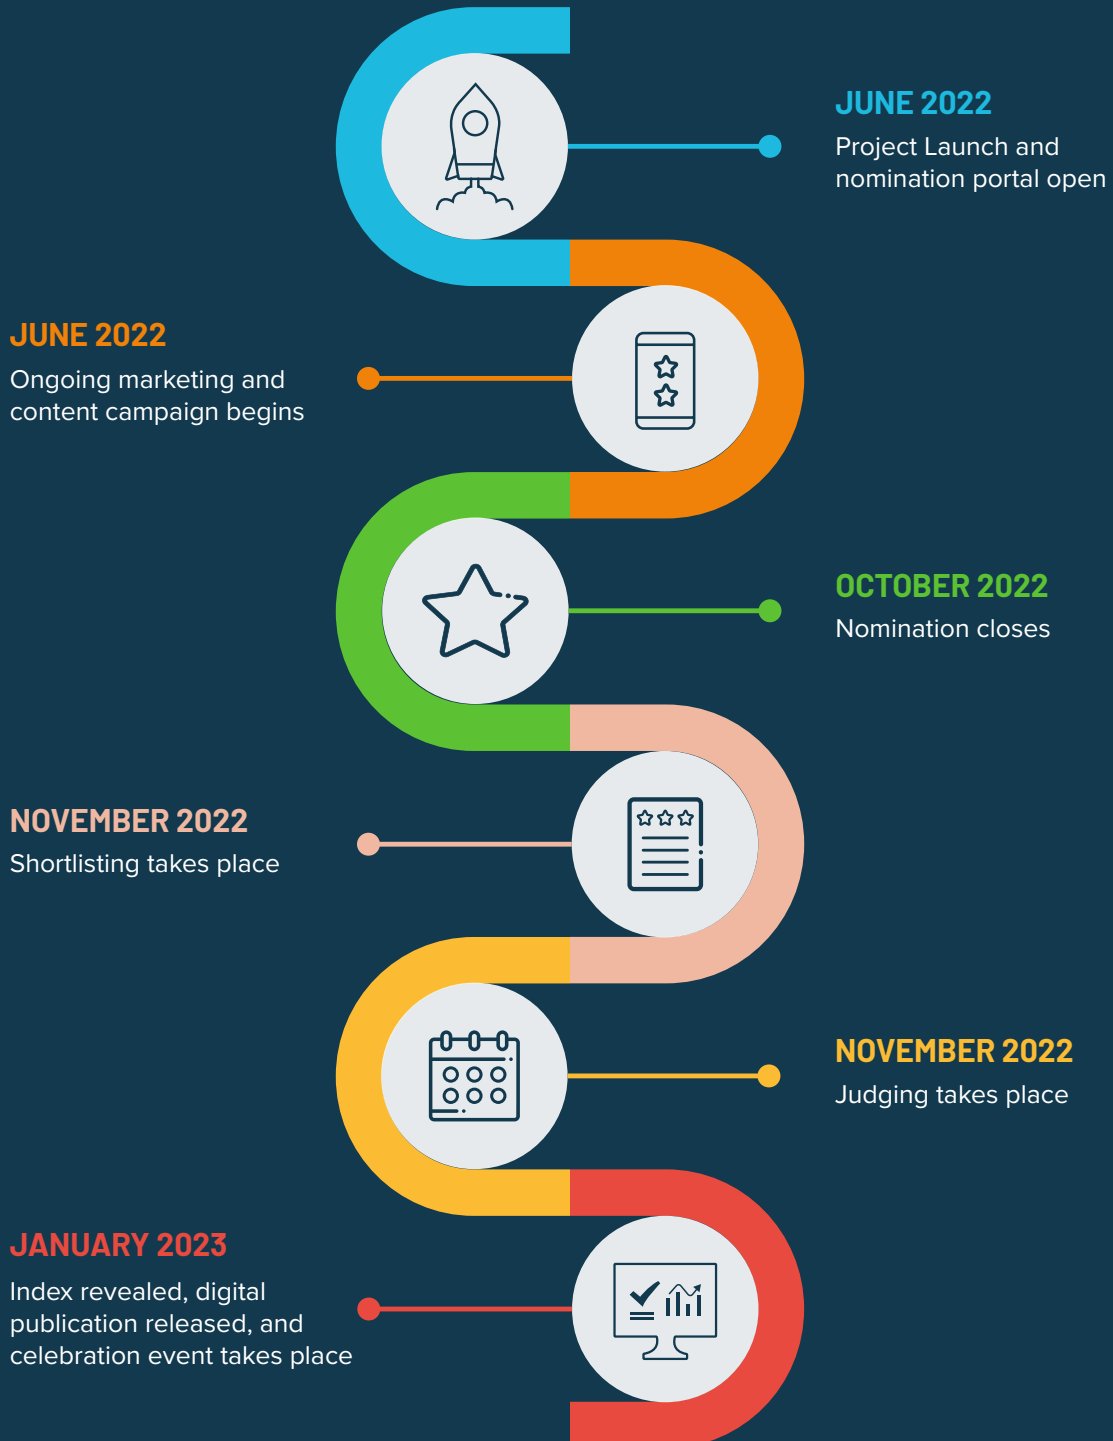 JUNE 2022
Project Launch and
nomination portal open
JUNE 2022
Ongoing marketing and
content campaign begins
OCTOBER 2022
Nomination closes
NOVEMBER 2022
Shortlisting takes place
NOVEMBER 2022
Judging takes place
JANUARY 2023
Index revealed, digital
publication released, and
celebration event takes place